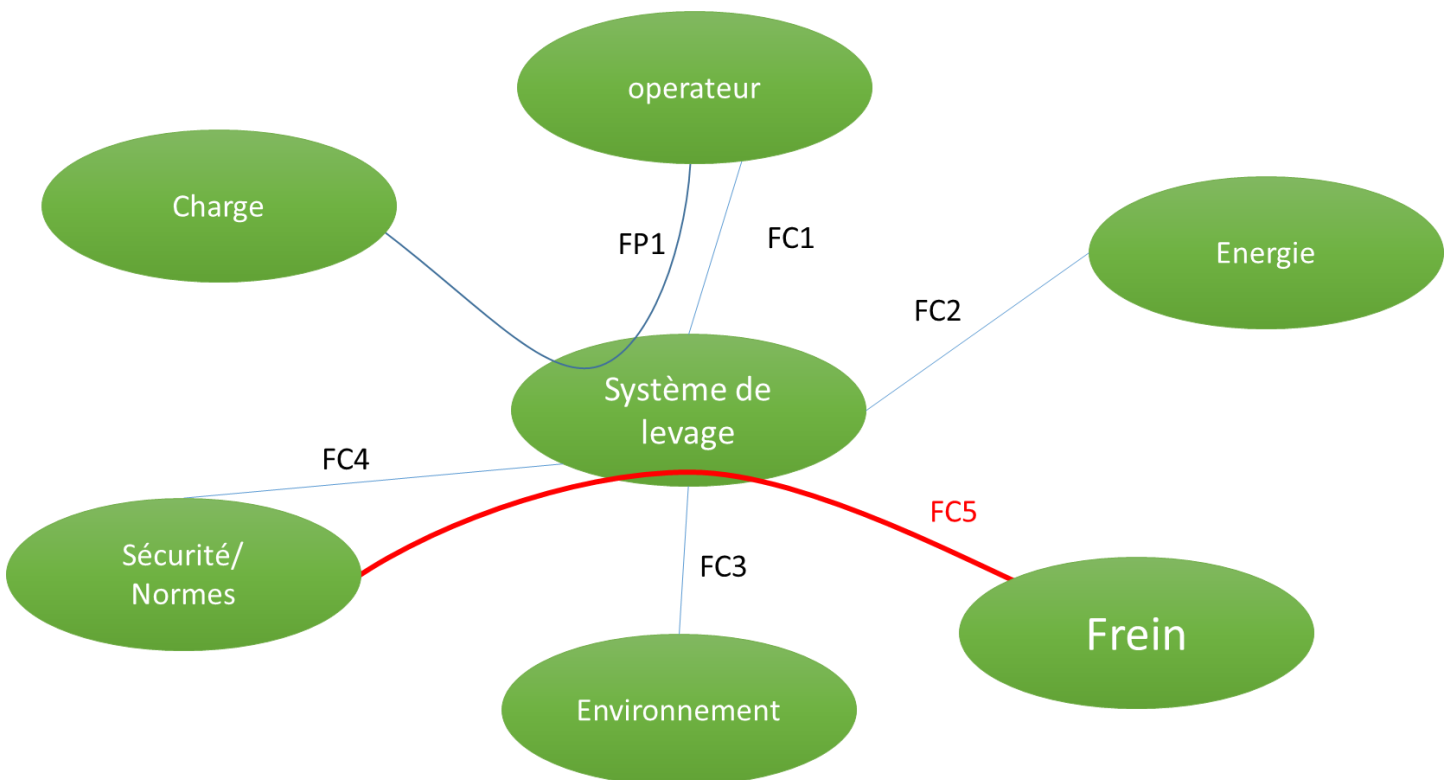 operateur
Charge
FP1
FC1
Energie
FC2
Système de
levage
FC4
FC5
Sécurité/
Normes
FC3
Frein
Environnement